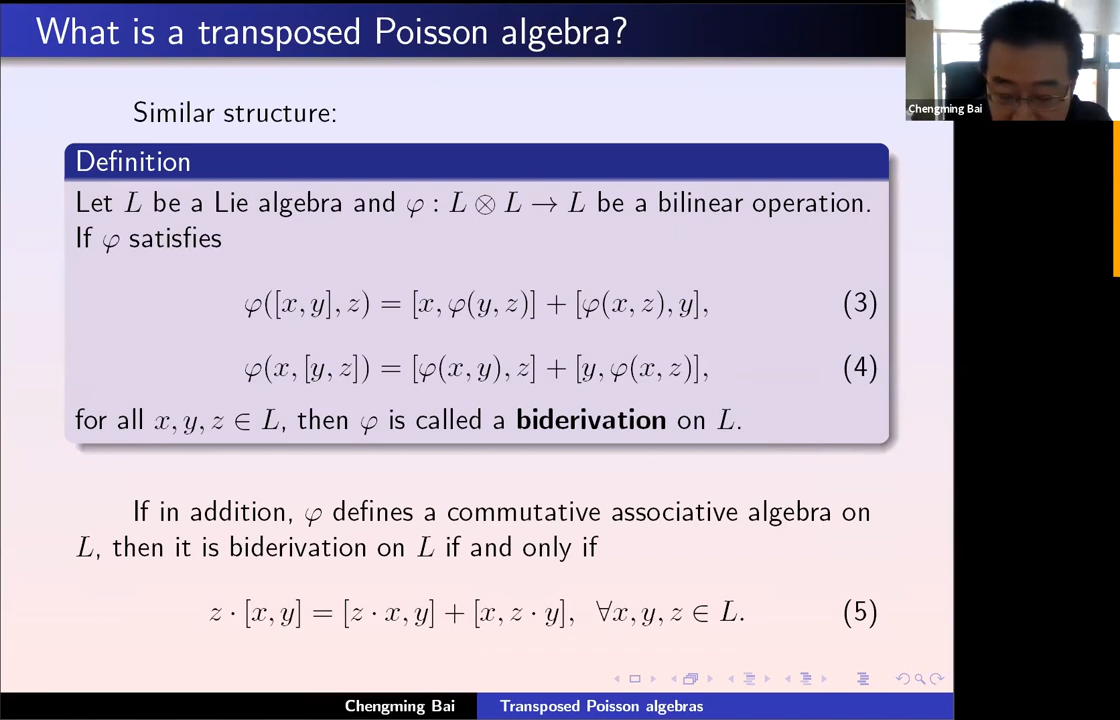 What is a transposed Poisson algebra?
Chengming Bai
Similar structure:
Definition
Let L be a Lie algebra and φ : L ⊗ L → L be a bilinear operation.
If φ satisfies
φ([x, y], z) = [x, φ(y, z)] + [φ(x, z), y], (3)
φ(x, [y, z]) = [φ(x, y), z] + [y, φ(x, z)], (4)
for all x, y, z ∈ L, then φ is called a biderivation on L.
If in addition, φ defines a commutative associative algebra on
L, then it is biderivation on L if and only if
z · [x, y] = [z · x, y] + [x, z · y], ∀x, y, z ∈ L. (5)
Chengming Bai Transposed Poisson algebras